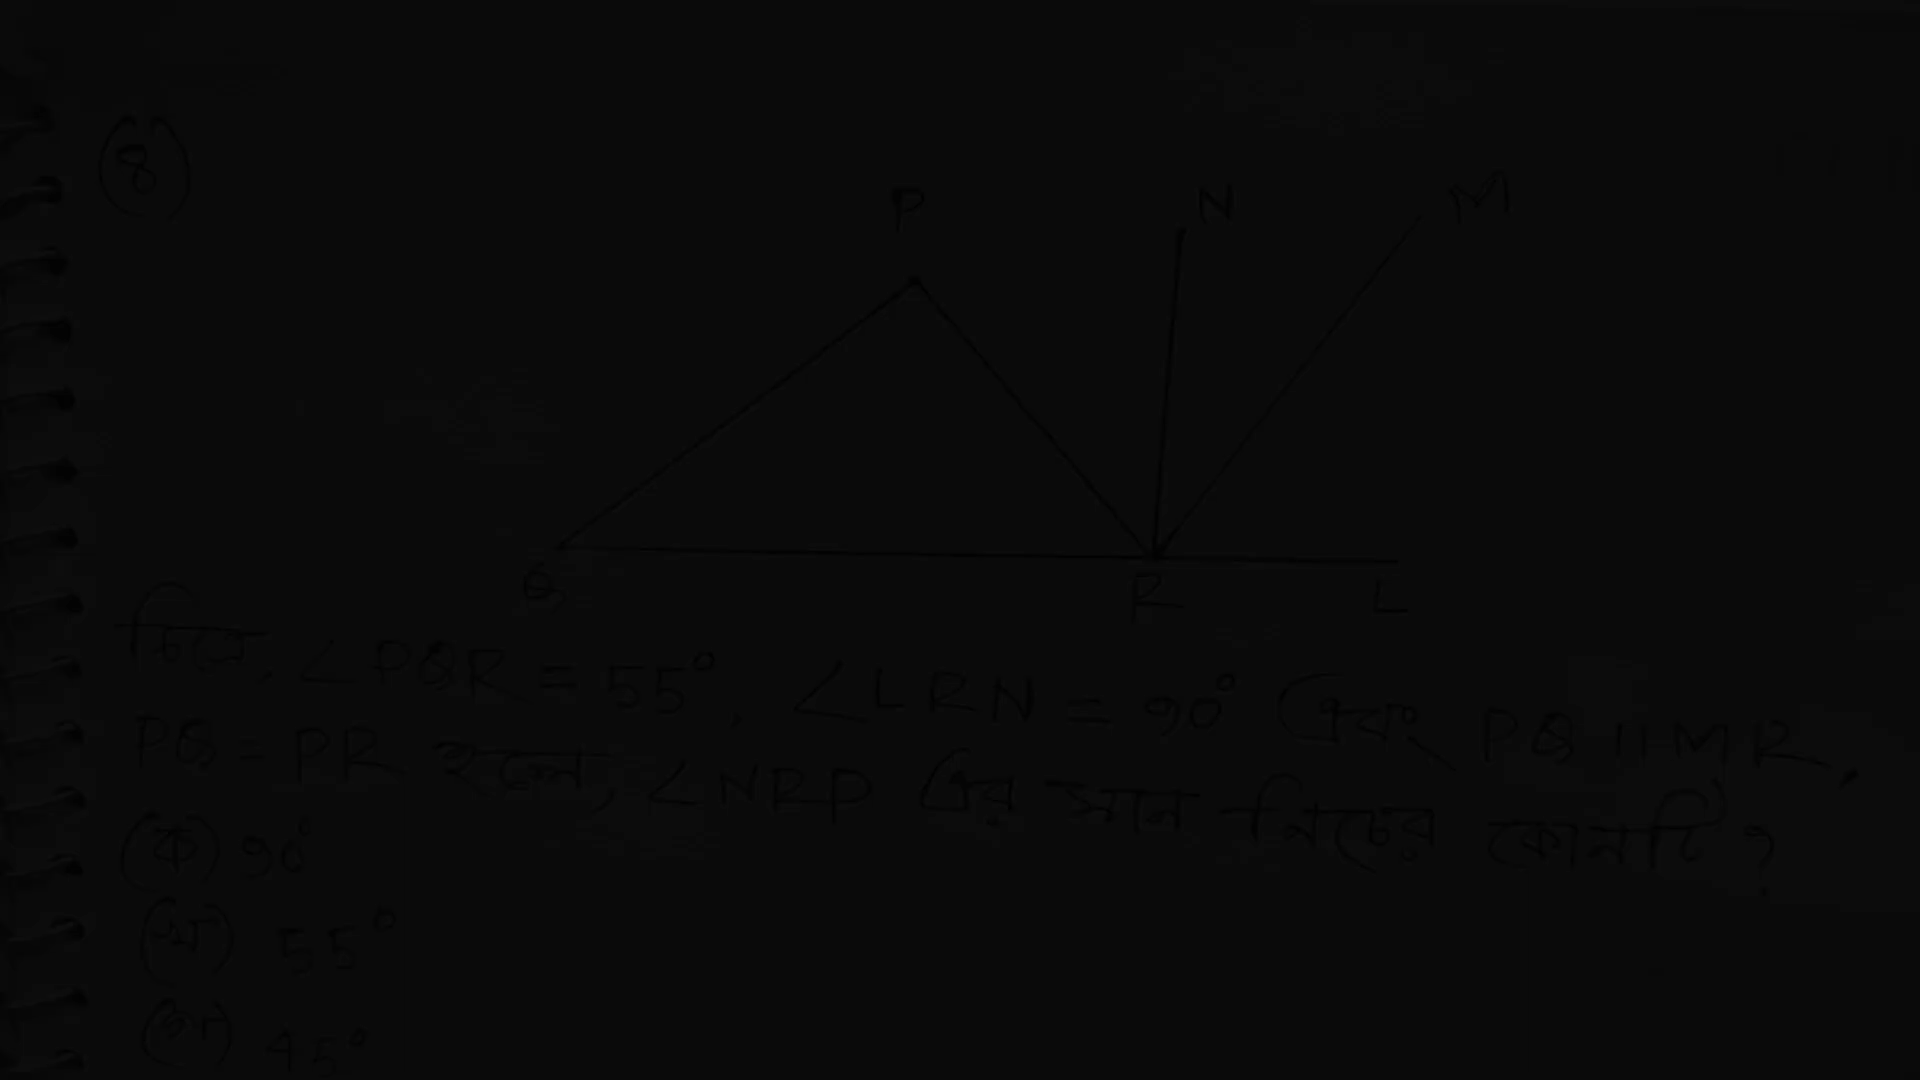 (৪)
P N M
Q R L
চিত্রে, ∠PQR = 55°, ∠LRN = 90° এবং PQ || MR,
PQ = PR হলে, ∠NRP এর মান নিচের কোনটি?
(ক) 90°
(খ) 55°
(গ) 45°